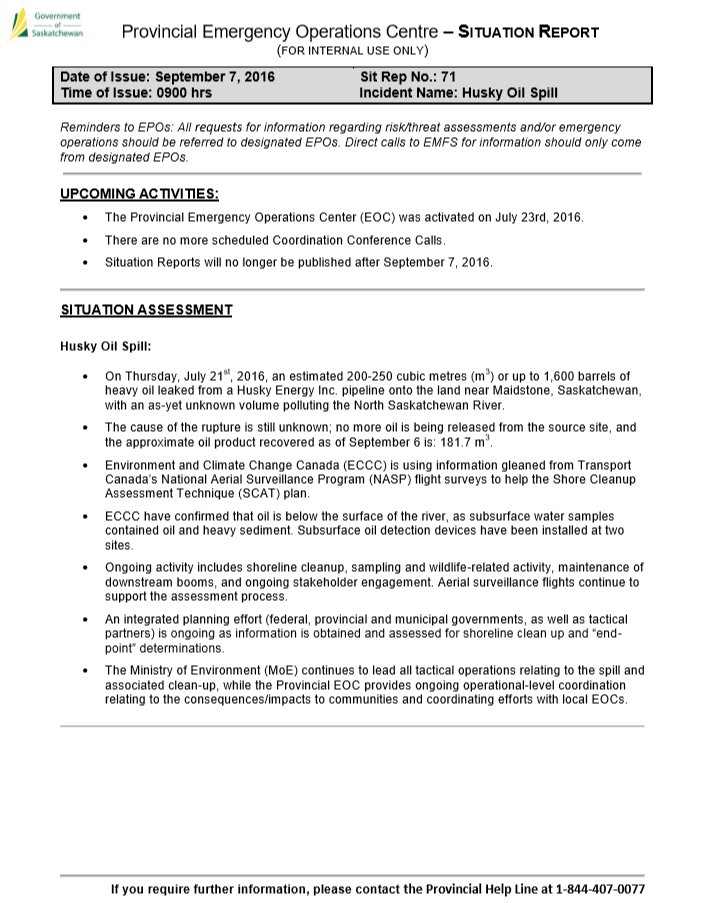 Government
of
Saskatchewan
Provincial Emergency Operations Centre – SITUATION REPORT
(FOR INTERNAL USE ONLY)
Date of Issue: September 7, 2016 Sit Rep No.: 71
Time of Issue: 0900 hrs Incident Name: Husky Oil Spill
Reminders to EPOs: All requests for information regarding risk/threat assessments and/or emergency
operations should be referred to designated EPOs. Direct calls to EMFS for information should only come
from designated EPOs.
UPCOMING ACTIVITIES:
• The Provincial Emergency Operations Center (EOC) was activated on July 23rd, 2016.
• There are no more scheduled Coordination Conference Calls.
• Situation Reports will no longer be published after September 7, 2016.
SITUATION ASSESSMENT
Husky Oil Spill:
• On Thursday, July 21st, 2016, an estimated 200-250 cubic metres (m³) or up to 1,600 barrels of
heavy oil leaked from a Husky Energy Inc. pipeline onto the land near Maidstone, Saskatchewan,
with an as-yet unknown volume polluting the North Saskatchewan River.
• The cause of the rupture is still unknown; no more oil is being released from the source site, and
the approximate oil product recovered as of September 6 is: 181.7 m³.
• Environment and Climate Change Canada (ECCC) is using information gleaned from Transport
Canada's National Aerial Surveillance Program (NASP) flight surveys to help the Shore Cleanup
Assessment Technique (SCAT) plan.
• ECCC have confirmed that oil is below the surface of the river, as subsurface water samples
contained oil and heavy sediment. Subsurface oil detection devices have been installed at two
sites.
• Ongoing activity includes shoreline cleanup, sampling and wildlife-related activity, maintenance of
downstream booms, and ongoing stakeholder engagement. Aerial surveillance flights continue to
support the assessment process.
• An integrated planning effort (federal, provincial and municipal governments, as well as tactical
partners) is ongoing as information is obtained and assessed for shoreline clean up and "end-
point" determinations.
• The Ministry of Environment (MoE) continues to lead all tactical operations relating to the spill and
associated clean-up, while the Provincial EOC provides ongoing operational-level coordination
relating to the consequences/impacts to communities and coordinating efforts with local EOCs.
If you require further information, please contact the Provincial Help Line at 1-844-407-0077